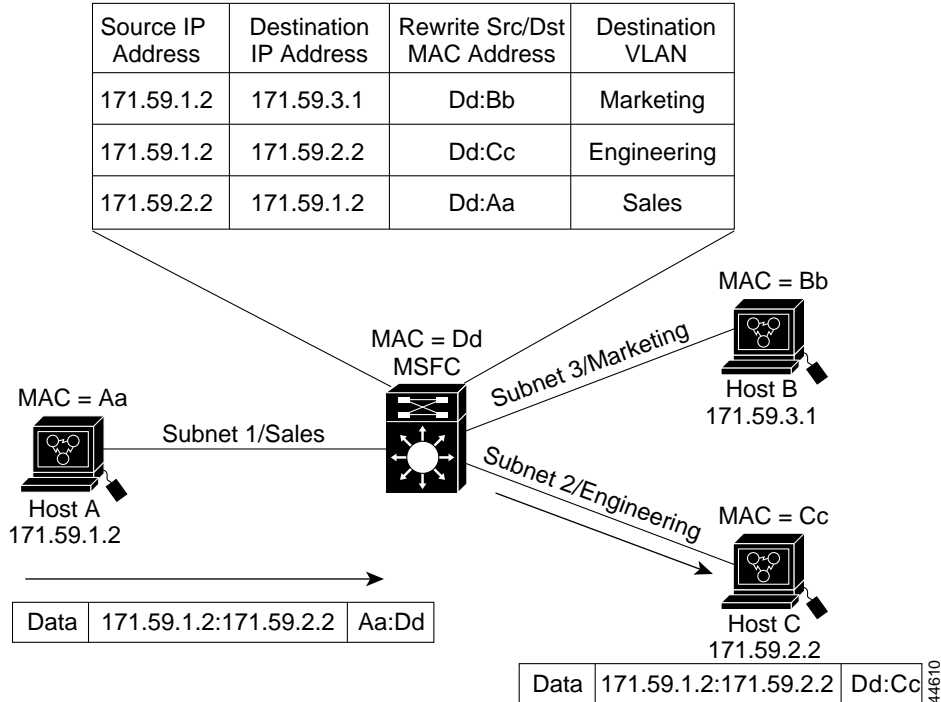 Source IP Address
Destination IP Address
Rewrite Src/Dst MAC Address
Destination VLAN
171.59.1.2 171.59.3.1 Dd:Bb Marketing
171.59.1.2 171.59.2.2 Dd:Cc Engineering
171.59.2.2 171.59.1.2 Dd:Aa Sales
MAC = Bb
MAC = Dd
MSFC
Subnet 3/Marketing
Host B
171.59.3.1
MAC = Aa
Subnet 1/Sales
Host A
171.59.1.2
Subnet 2/Engineering
MAC = Cc
Host C
171.59.2.2
Data 171.59.1.2:171.59.2.2 Aa:Dd
Data 171.59.1.2:171.59.2.2 Dd:Cc
44610